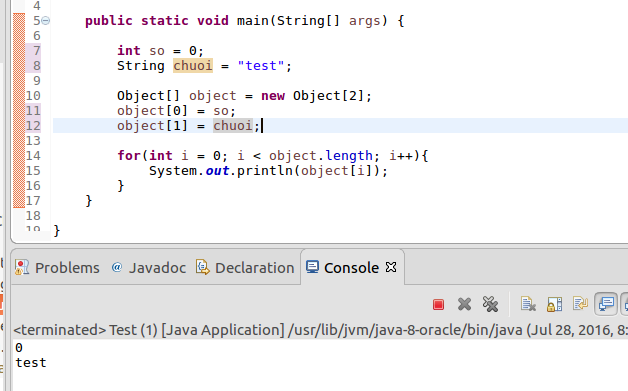 4
5 public static void main(String[] args) {
6
7 int so = 0;
8 String chuoi = "test";
9
10 Object[] object = new Object[2];
11 object[0] = so;
12 object[1] = chuoi;
13
14 for(int i = 0; i < object.length; i++){
15 System.out.println(object[i]);
16 }
17 }
18
19 }
Problems @ Javadoc Declaration Console
<terminated> Test (1) [Java Application] /usr/lib/jvm/java-8-oracle/bin/java (Jul 28, 2016, 8:
0
test